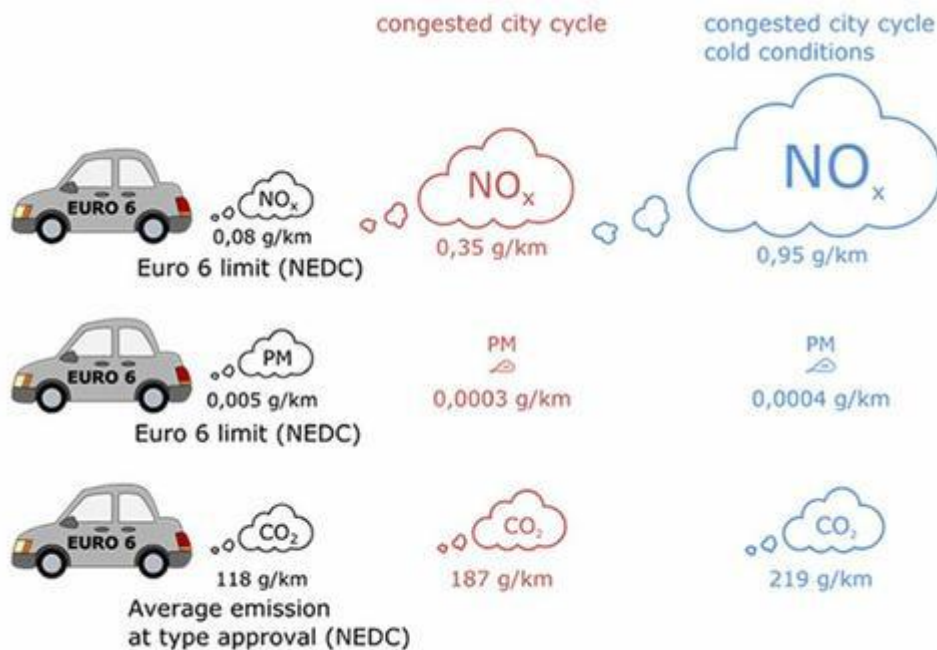 congested city cycle
congested city cycle
cold conditions
EURO 6
NOx
0,08 g/km
Euro 6 limit (NEDC)
NOx
0,35 g/km
NOx
0,95 g/km
EURO 6
PM
0,005 g/km
Euro 6 limit (NEDC)
PM
0,0003 g/km
PM
0,0004 g/km
EURO 6
CO₂
118 g/km
Average emission
at type approval (NEDC)
CO₂
187 g/km
CO₂
219 g/km